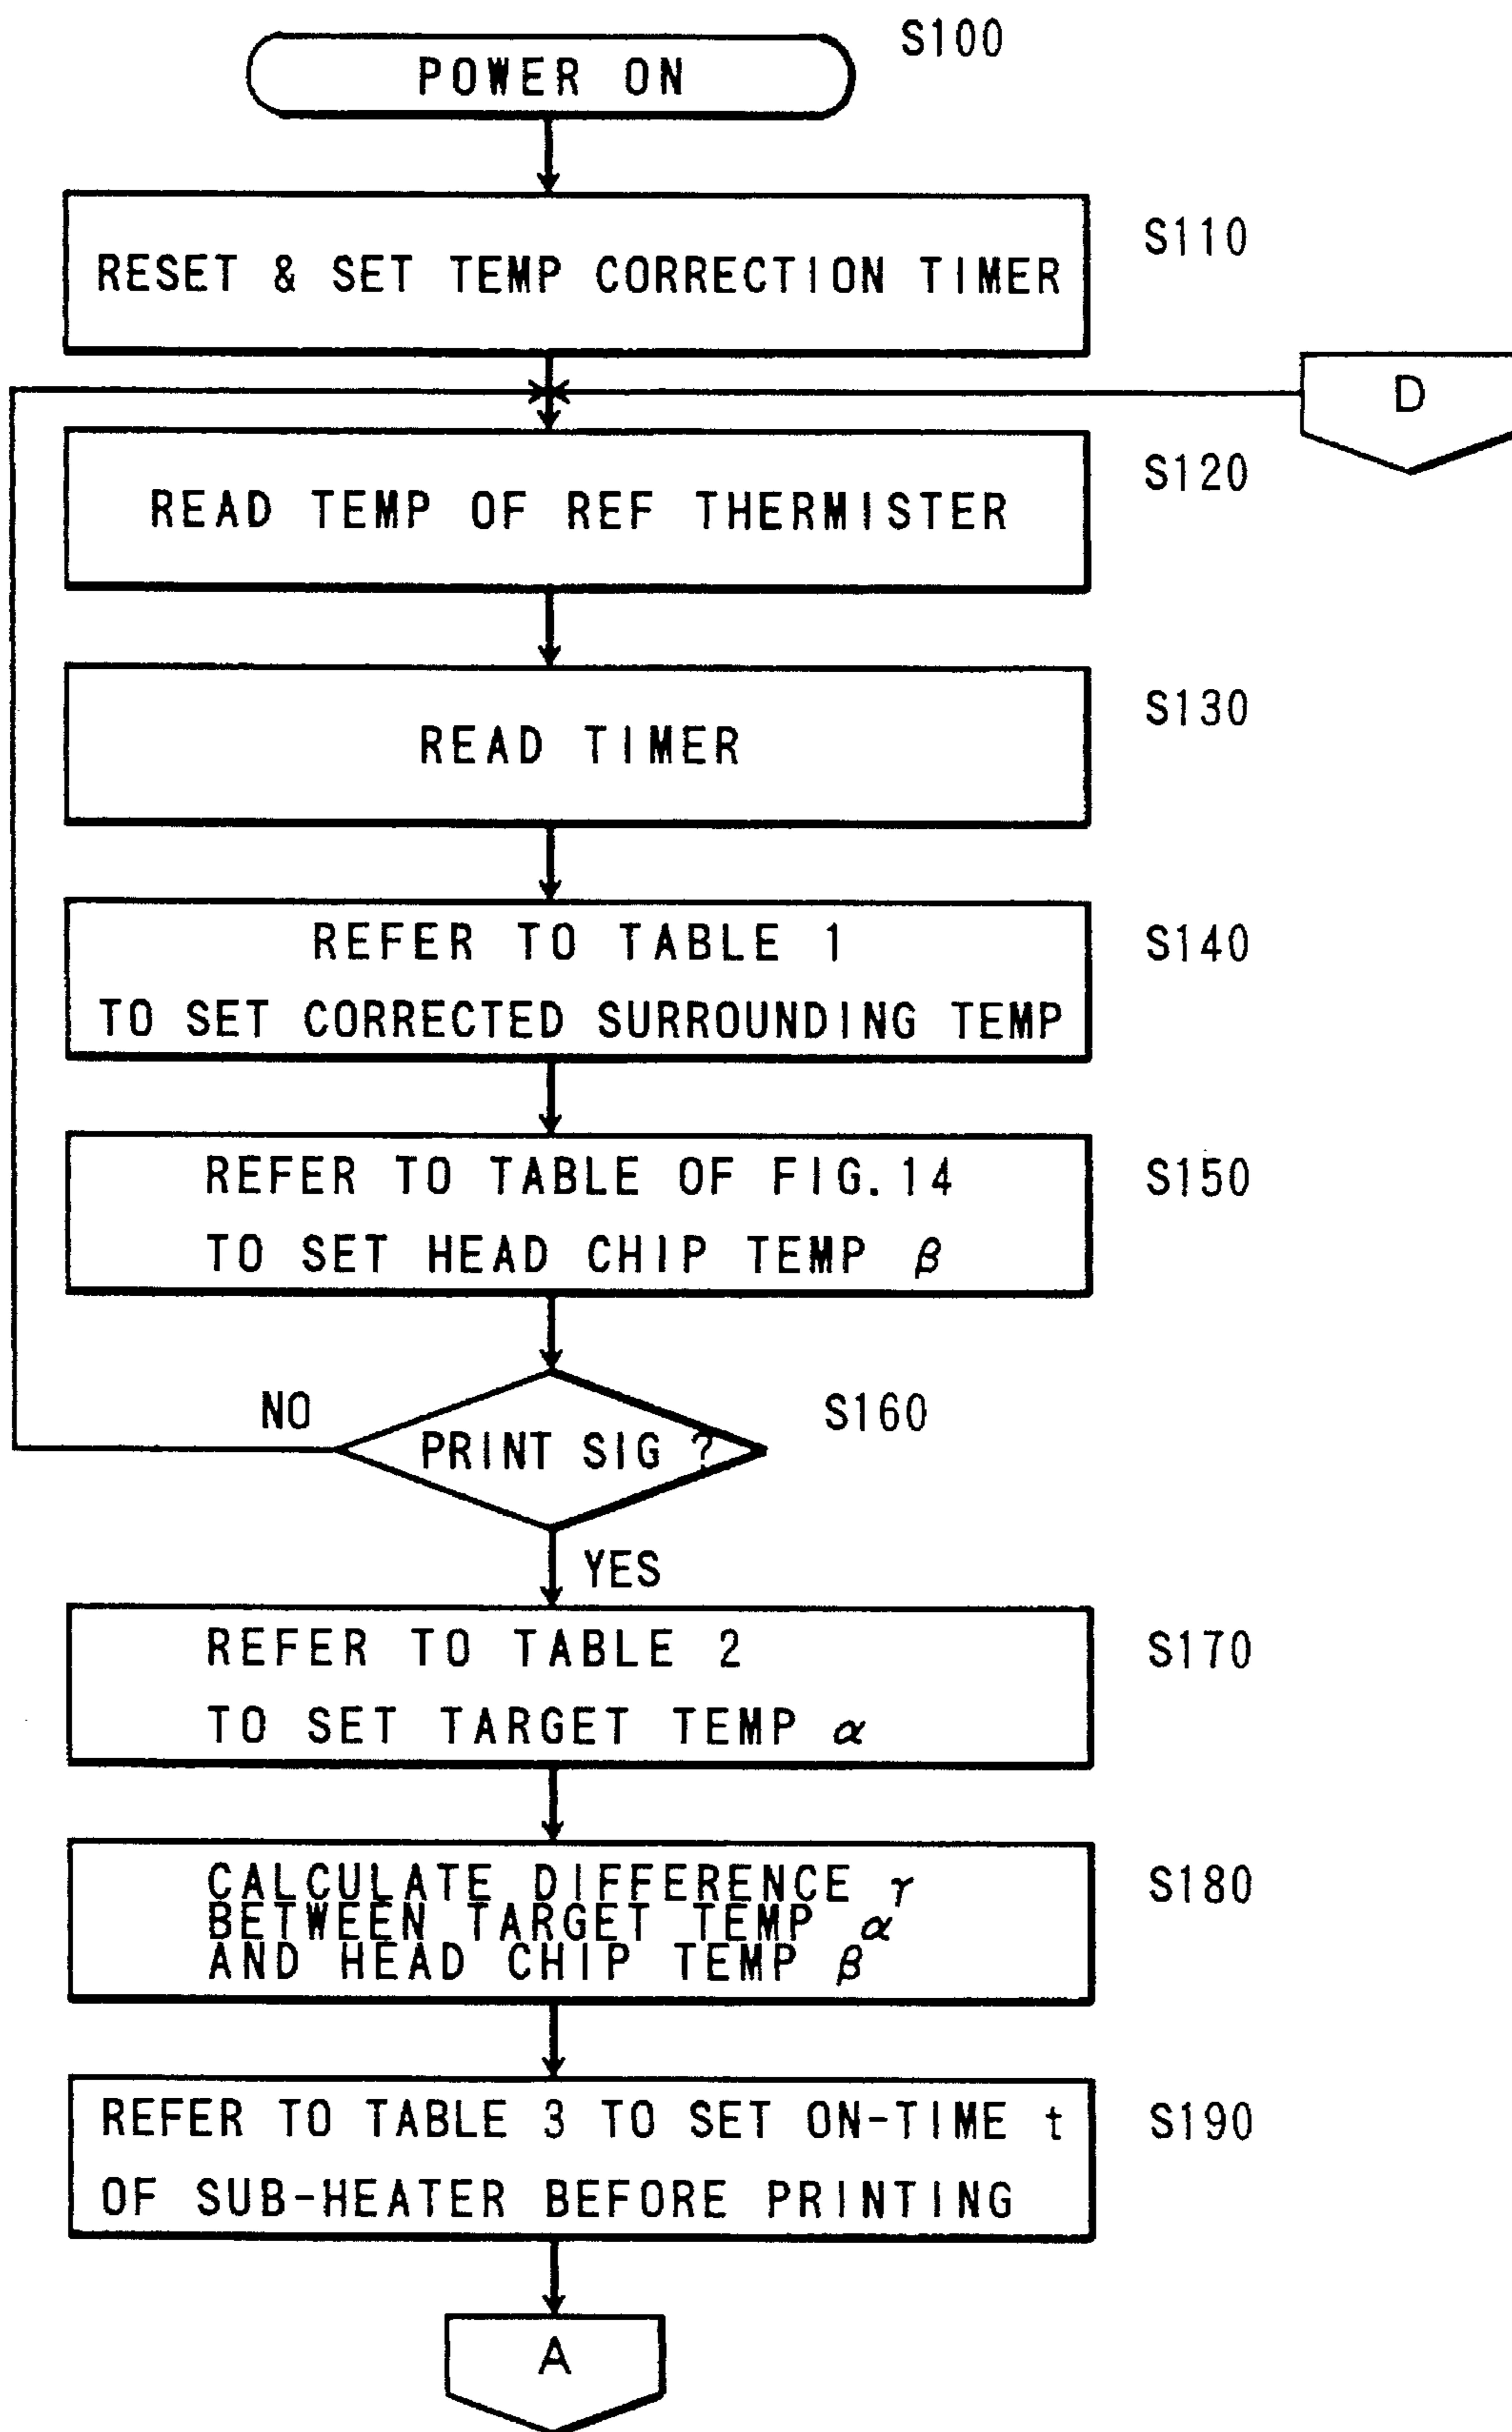 POWER ON
S100
RESET & SET TEMP CORRECTION TIMER
S110
D
READ TEMP OF REF THERMISTER
S120
READ TIMER
S130
REFER TO TABLE 1
TO SET CORRECTED SURROUNDING TEMP
S140
REFER TO TABLE OF FIG.14
TO SET HEAD CHIP TEMP β
S150
NO
PRINT SIG ?
S160
YES
REFER TO TABLE 2
TO SET TARGET TEMP α
S170
CALCULATE DIFFERENCE γ
BETWEEN TARGET TEMP α
AND HEAD CHIP TEMP β
S180
REFER TO TABLE 3 TO SET ON-TIME t
OF SUB-HEATER BEFORE PRINTING
S190
A